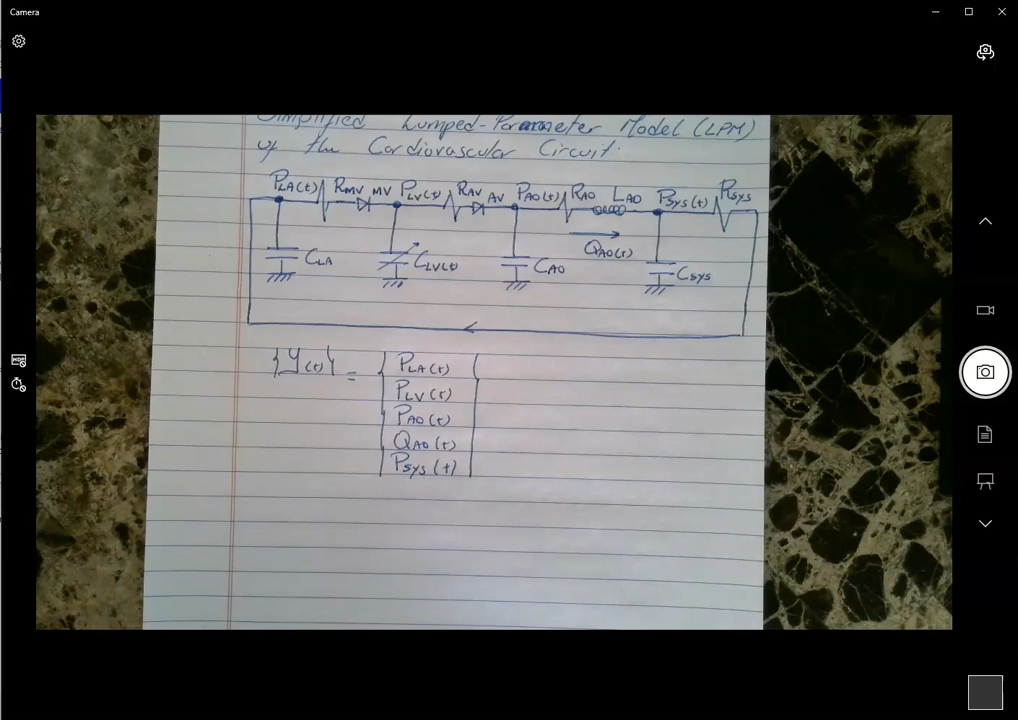 Camera
Simplified Lumped-Parameter Model (LPM)
of the Cardiovascular Circuit.
PLA(t) RMV MV PLV(t) RAV AV PAO(t) RAO LAO PSYS(t) RSYS
QAO(t)
CLA CLV(t) CAO CSYS
{Y(t)} = { PLA(t)
PLV(t)
PAO(t)
QAO(t)
PSYS(t) }